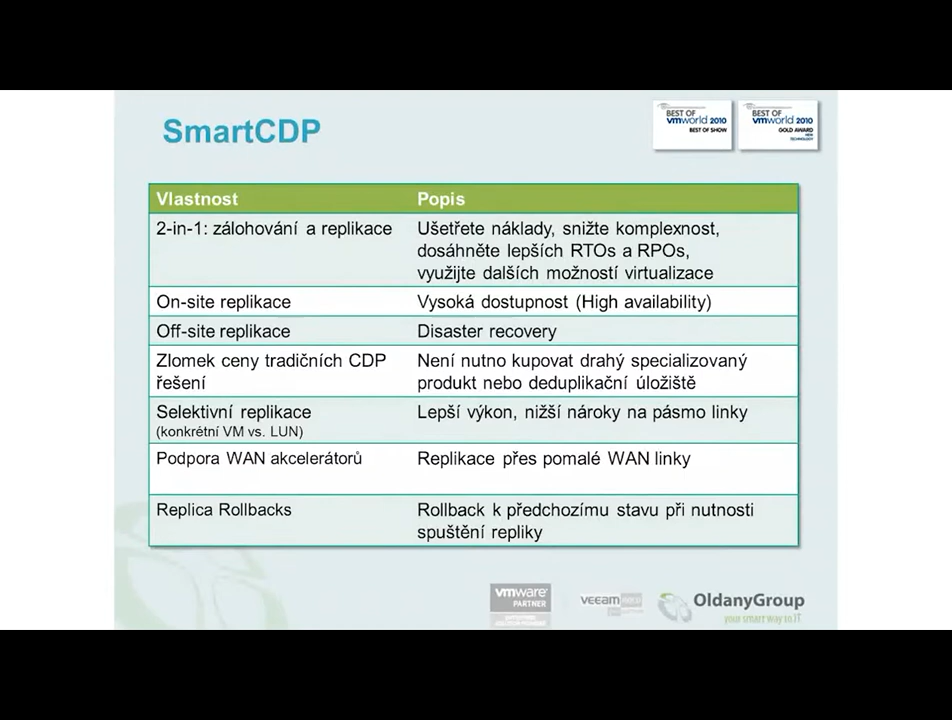 SmartCDP
BEST OF
vmworld 2010
BEST OF SHOW
BEST OF
vmworld 2010
GOLD AWARD
NEW
TECHNOLOGY
Vlastnost Popis
2-in-1: zálohování a replikace Ušetřete náklady, snižte komplexnost,
dosáhněte lepších RTOs a RPOs,
využijte dalších možností virtualizace
On-site replikace Vysoká dostupnost (High availability)
Off-site replikace Disaster recovery
Zlomek ceny tradičních CDP Není nutno kupovat drahý specializovaný
řešení produkt nebo deduplikační úložiště
Selektivní replikace Lepší výkon, nižší nároky na pásmo linky
(konkrétní VM vs. LUN)
Podpora WAN akcelerátorů Replikace přes pomalé WAN linky
Replica Rollbacks Rollback k předchozímu stavu při nutnosti
spuštění repliky
vmware
PARTNER
veeam
OldanyGroup
your smart way to IT